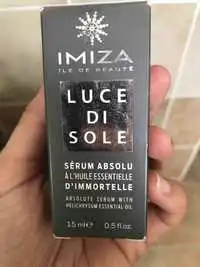 IMIZA
ÎLE DE BEAUTÉ
LUCE
DI
SOLE
SÉRUM ABSOLU
À L'HUILE ESSENTIELLE
D'IMMORTELLE
ABSOLUTE SERUM WITH
HELICHRYSUM ESSENTIAL OIL
15 ml ℮ 0.5 fl.oz.